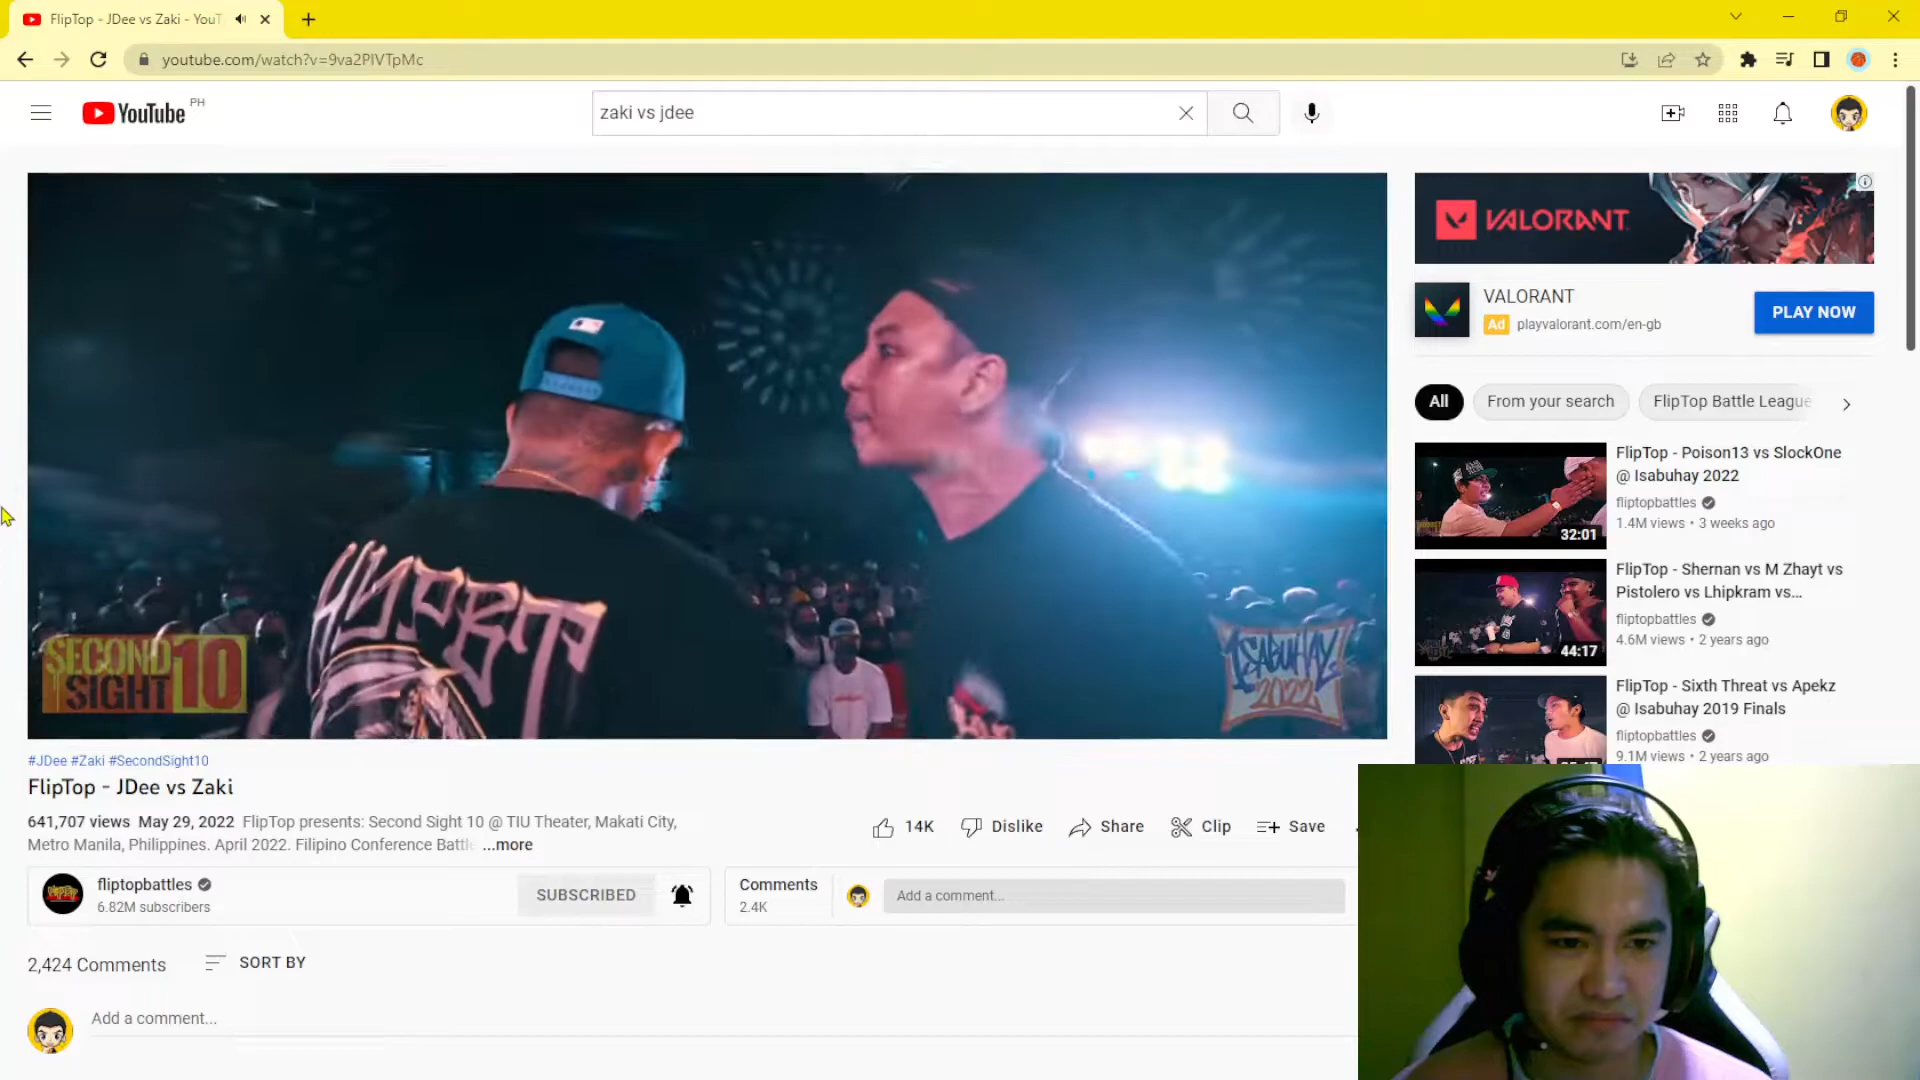 FlipTop - JDee vs Zaki - YouT
youtube.com/watch?v=9va2PIVTpMc
YouTube PH
zaki vs jdee
SECOND
SIGHT 10
ISABUHAY
2022
VALORANT
VALORANT
Ad playvalorant.com/en-gb
PLAY NOW
All
From your search
FlipTop Battle League
FlipTop - Poison13 vs SlockOne
@ Isabuhay 2022
fliptopbattles
1.4M views • 3 weeks ago
32:01
FlipTop - Shernan vs M Zhayt vs
Pistolero vs Lhipkram vs...
fliptopbattles
4.6M views • 2 years ago
44:17
FlipTop - Sixth Threat vs Apekz
@ Isabuhay 2019 Finals
fliptopbattles
9.1M views • 2 years ago
#JDee #Zaki #SecondSight10
FlipTop - JDee vs Zaki
641,707 views May 29, 2022 FlipTop presents: Second Sight 10 @ TIU Theater, Makati City,
Metro Manila, Philippines. April 2022. Filipino Conference Battle ...more
14K
Dislike
Share
Clip
Save
fliptopbattles
6.82M subscribers
SUBSCRIBED
Comments
2.4K
Add a comment...
2,424 Comments
SORT BY
Add a comment...